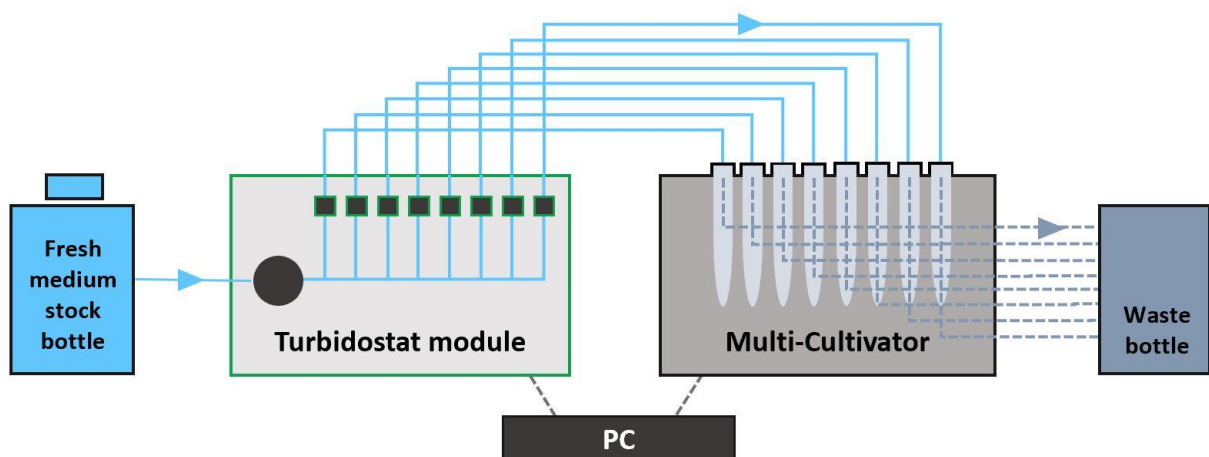 Fresh
medium
stock
bottle
Turbidostat module
Multi-Cultivator
Waste
bottle
PC